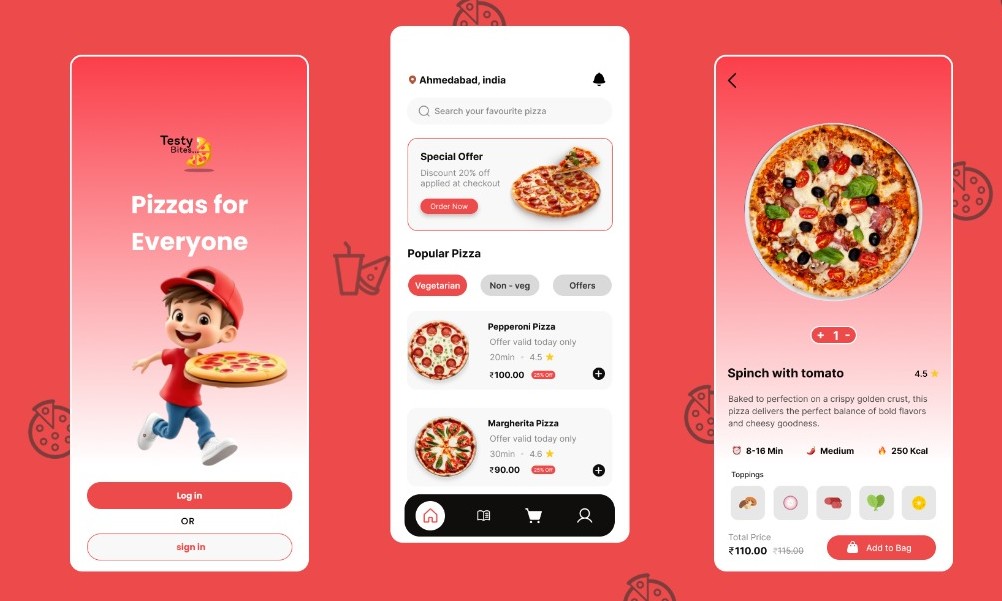 Testy
Bites...
Pizzas for
Everyone
Log in
OR
sign in
Ahmedabad, india
Search your favourite pizza
Special Offer
Discount 20% off
applied at checkout
Order Now
Popular Pizza
Vegetarian
Non - veg
Offers
Pepperoni Pizza
Offer valid today only
20min - 4.5
₹100.00 25% Off
Margherita Pizza
Offer valid today only
30min - 4.6
₹90.00 25% Off
+ 1 -
Spinch with tomato
4.5
Baked to perfection on a crispy golden crust, this
pizza delivers the perfect balance of bold flavors
and cheesy goodness.
8-16 Min
Medium
250 Kcal
Toppings
Total Price
₹110.00 ₹115.00
Add to Bag